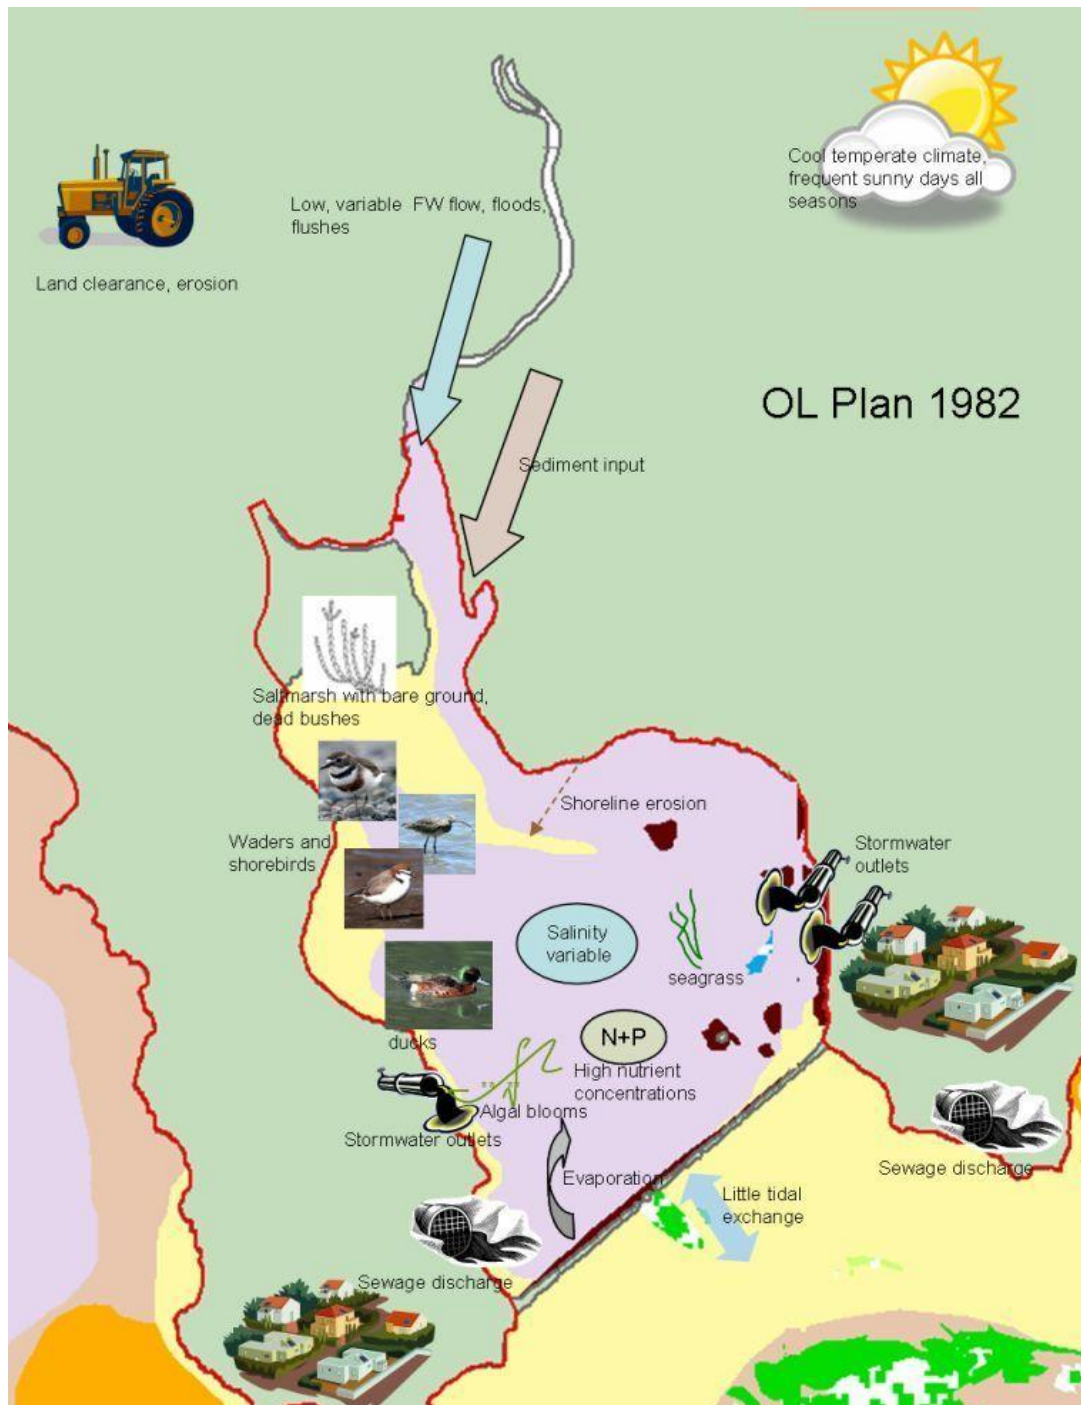 Cool temperate climate,
frequent sunny days all
seasons
Low, variable FW flow, floods,
flushes
Land clearance, erosion
OL Plan 1982
Sediment input
Saltmarsh with bare ground,
dead bushes
Shoreline erosion
Waders and
shorebirds
Stormwater
outlets
Salinity
variable
seagrass
ducks
N+P
High nutrient
concentrations
Algal blooms
Stormwater outlets
Evaporation
Sewage discharge
Little tidal
exchange
Sewage discharge